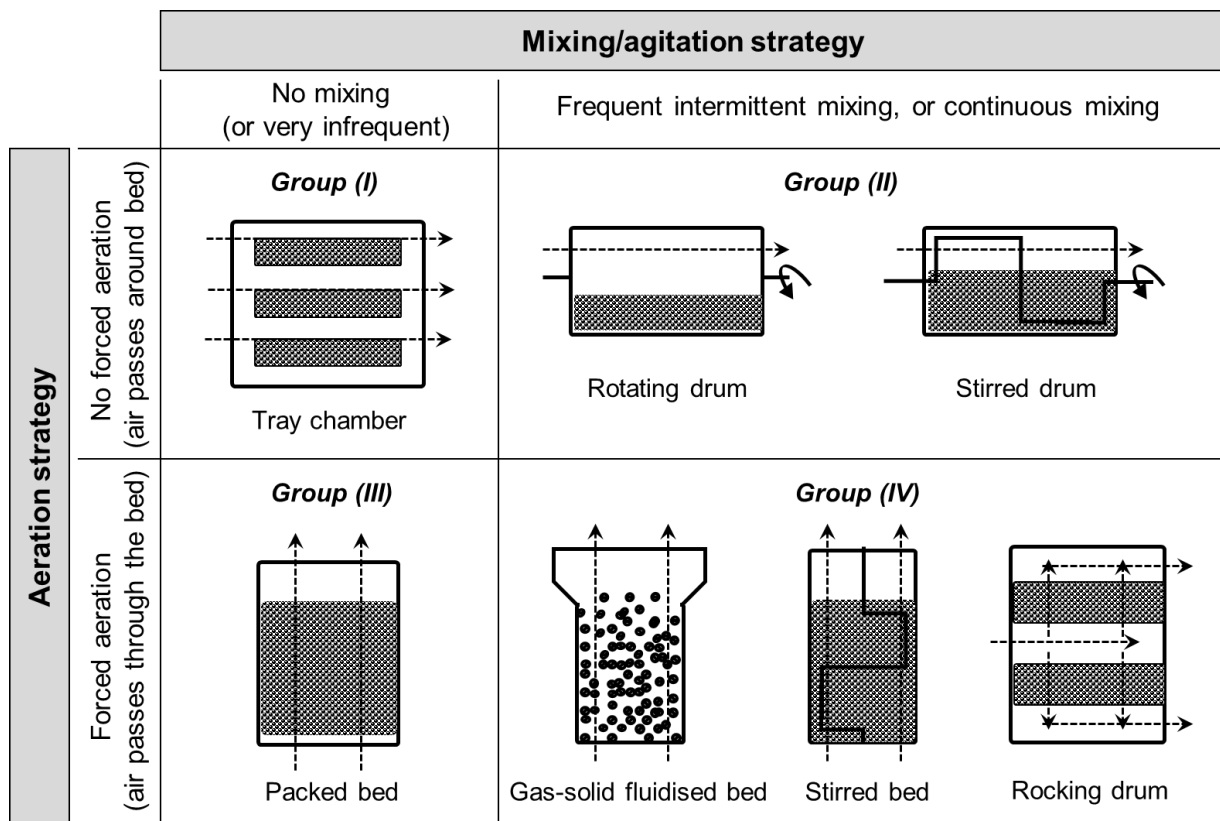 Mixing/agitation strategy
No mixing
(or very infrequent)
Frequent intermittent mixing, or continuous mixing
Aeration strategy
No forced aeration
(air passes around bed)
Group (I)
Tray chamber
Group (II)
Rotating drum
Stirred drum
Forced aeration
(air passes through the bed)
Group (III)
Packed bed
Group (IV)
Gas-solid fluidised bed
Stirred bed
Rocking drum